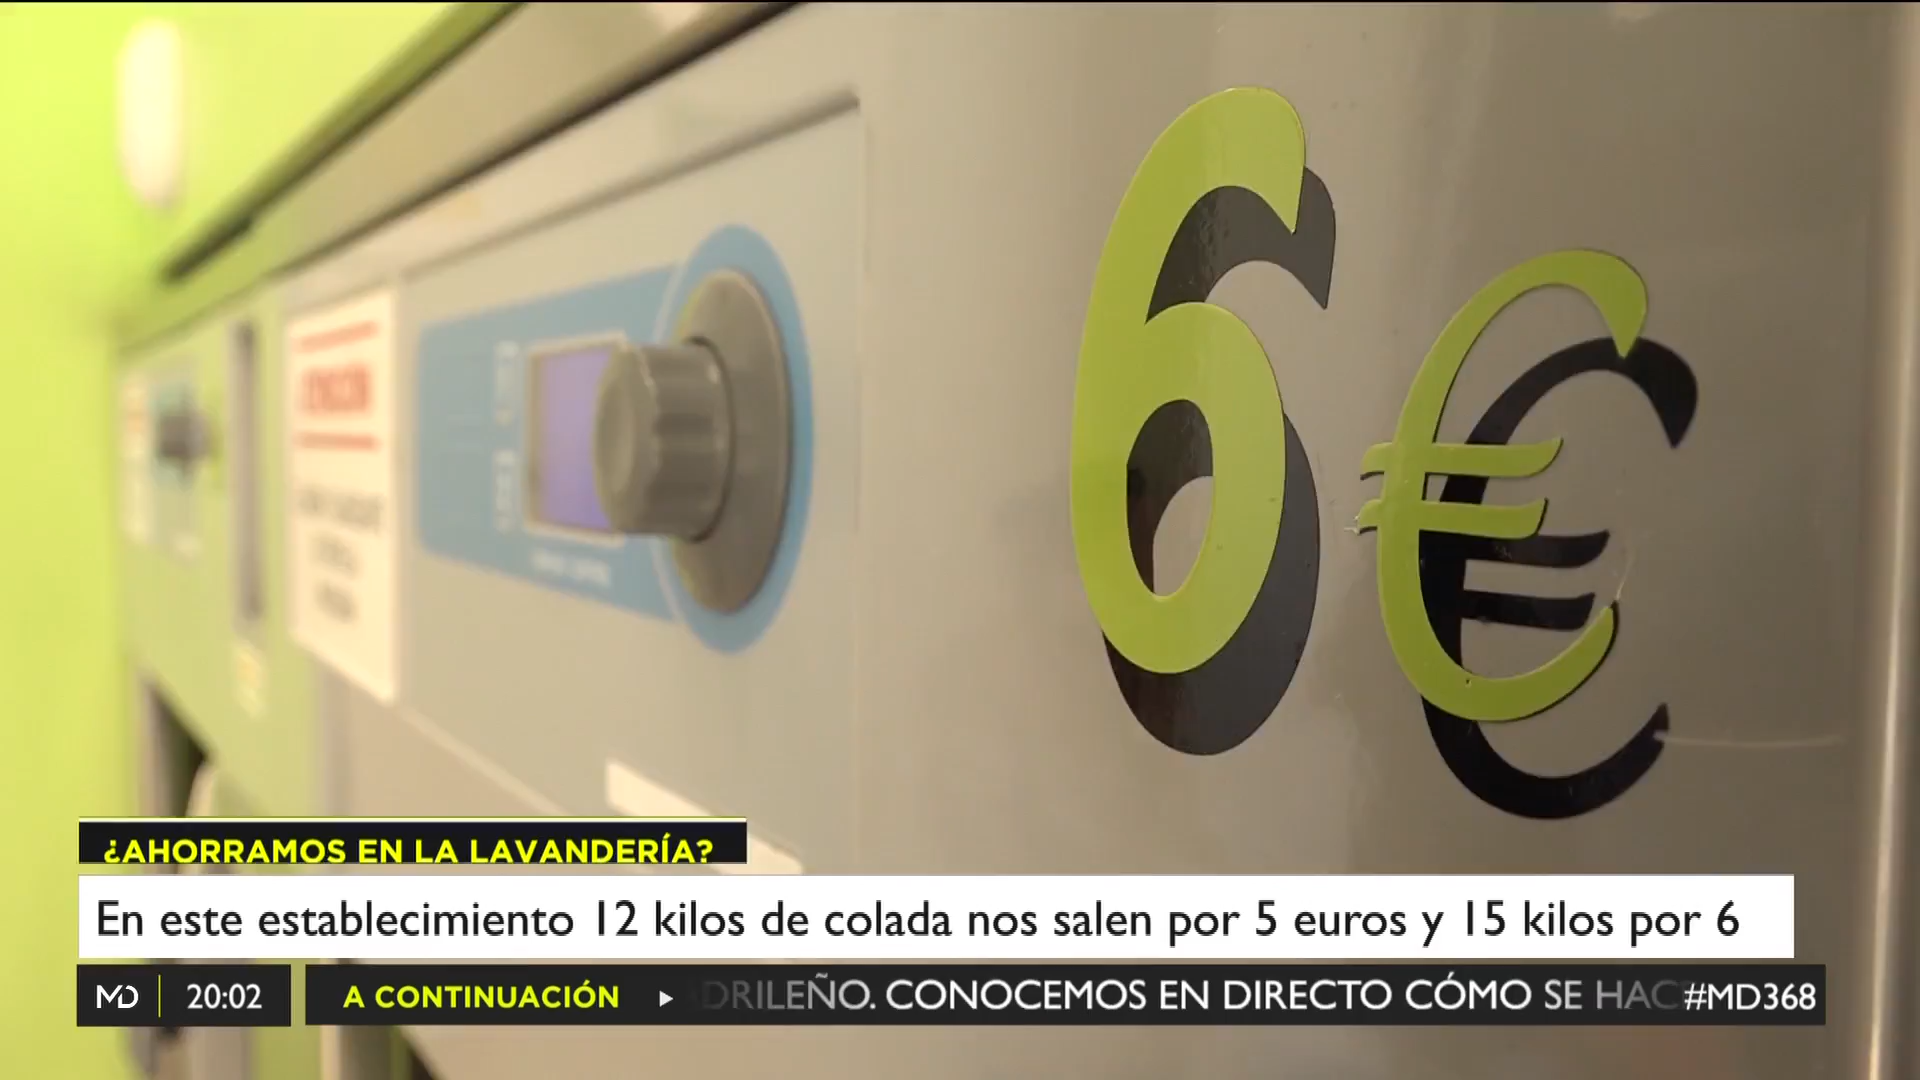 6€
¿AHORRAMOS EN LA LAVANDERÍA?
En este establecimiento 12 kilos de colada nos salen por 5 euros y 15 kilos por 6
MD 20:02 A CONTINUACIÓN ▸ DRILEÑO. CONOCEMOS EN DIRECTO CÓMO SE HAC #MD368